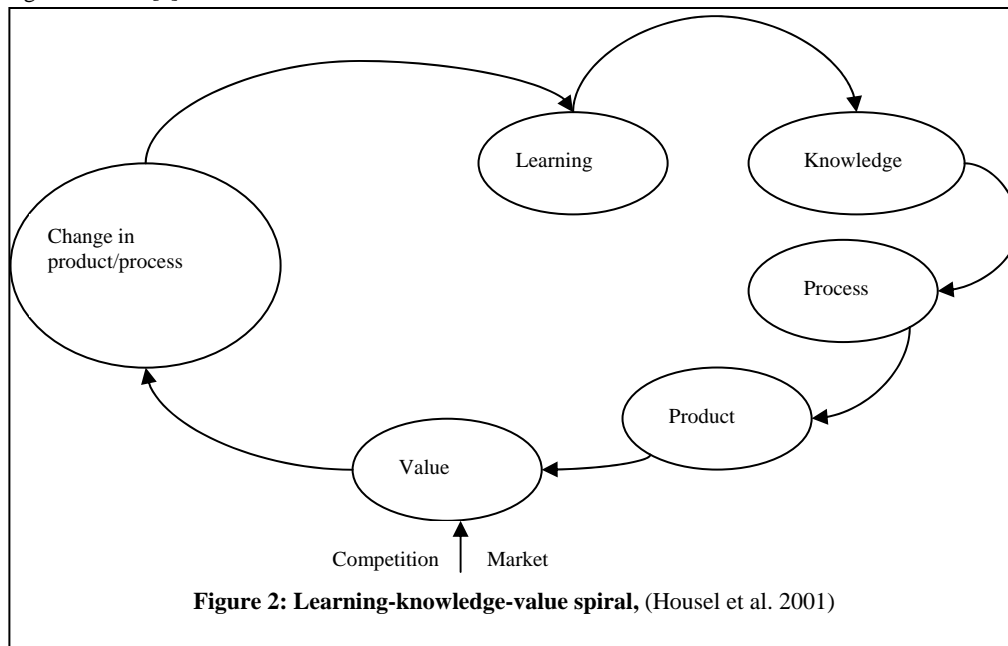 Learning
Knowledge
Change in
product/process
Process
Product
Value
Competition Market
Figure 2: Learning-knowledge-value spiral, (Housel et al. 2001)